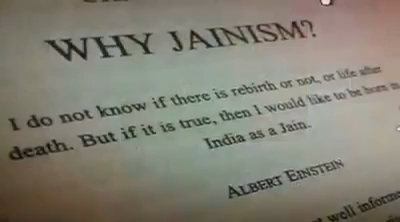 WHY JAINISM?
I do not know if there is rebirth or not, or life after
death. But if it is true, then I would like to be born in
India as a Jain.
ALBERT EINSTEIN
well informe